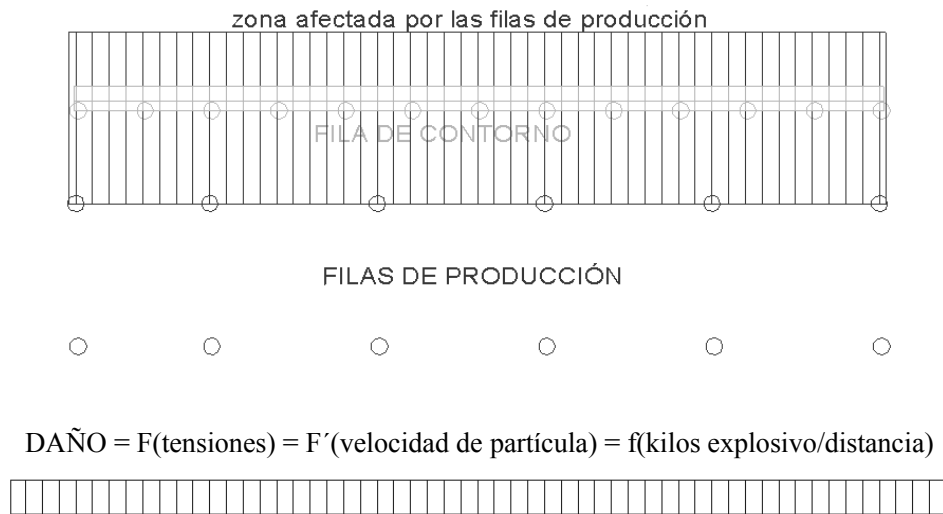 zona afectada por las filas de producción
FILA DE CONTORNO
FILAS DE PRODUCCIÓN
DAÑO = F(tensiones) = F´(velocidad de partícula) = f(kilos explosivo/distancia)